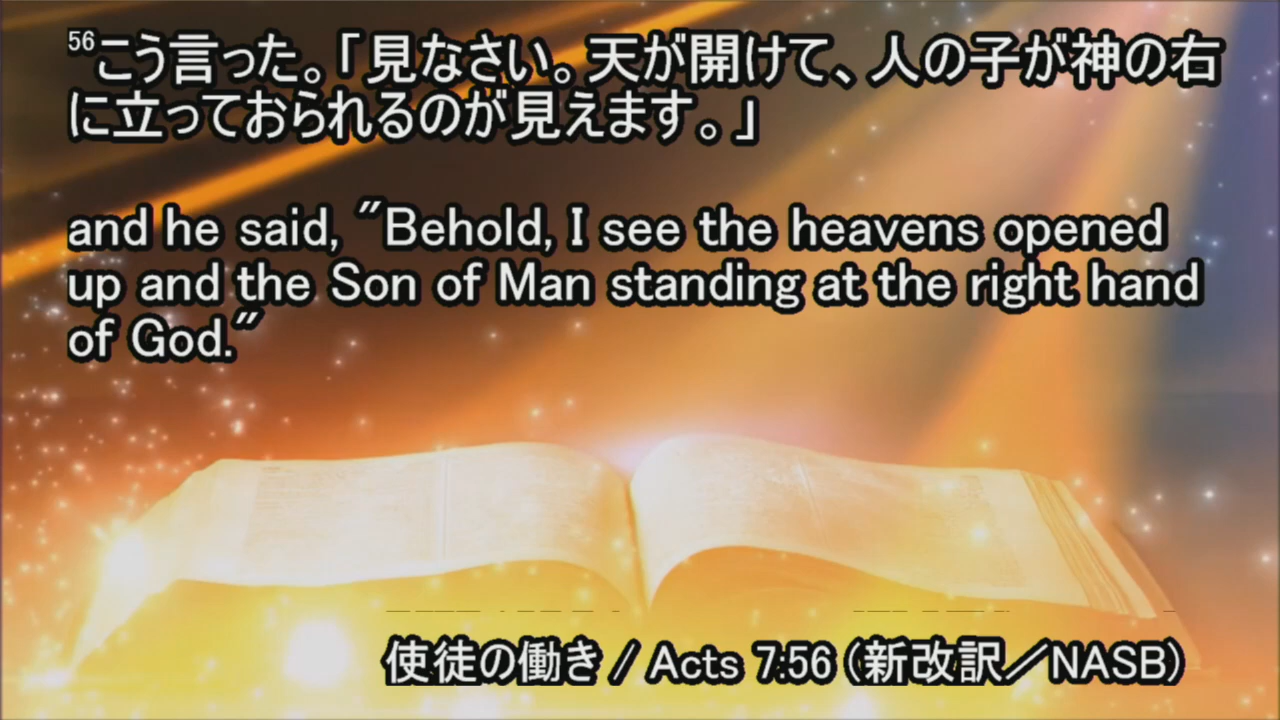 56こう言った。「見なさい。天が開けて、人の子が神の右
に立っておられるのが見えます。」
and he said, "Behold, I see the heavens opened
up and the Son of Man standing at the right hand
of God."
使徒の働き / Acts 7:56 (新改訳／NASB)